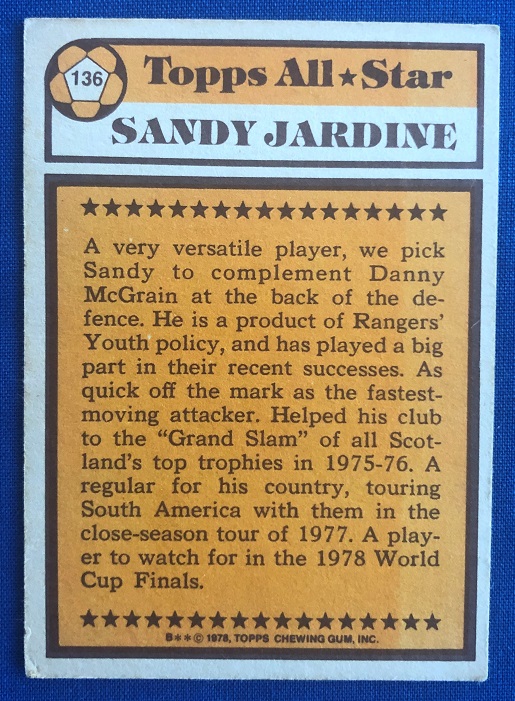 136
Topps All★Star
SANDY JARDINE
A very versatile player, we pick
Sandy to complement Danny
McGrain at the back of the de-
fence. He is a product of Rangers'
Youth policy, and has played a big
part in their recent successes. As
quick off the mark as the fastest-
moving attacker. Helped his club
to the “Grand Slam” of all Scot-
land's top trophies in 1975-76. A
regular for his country, touring
South America with them in the
close-season tour of 1977. A play-
er to watch for in the 1978 World
Cup Finals.
B**© 1978, TOPPS CHEWING GUM, INC.